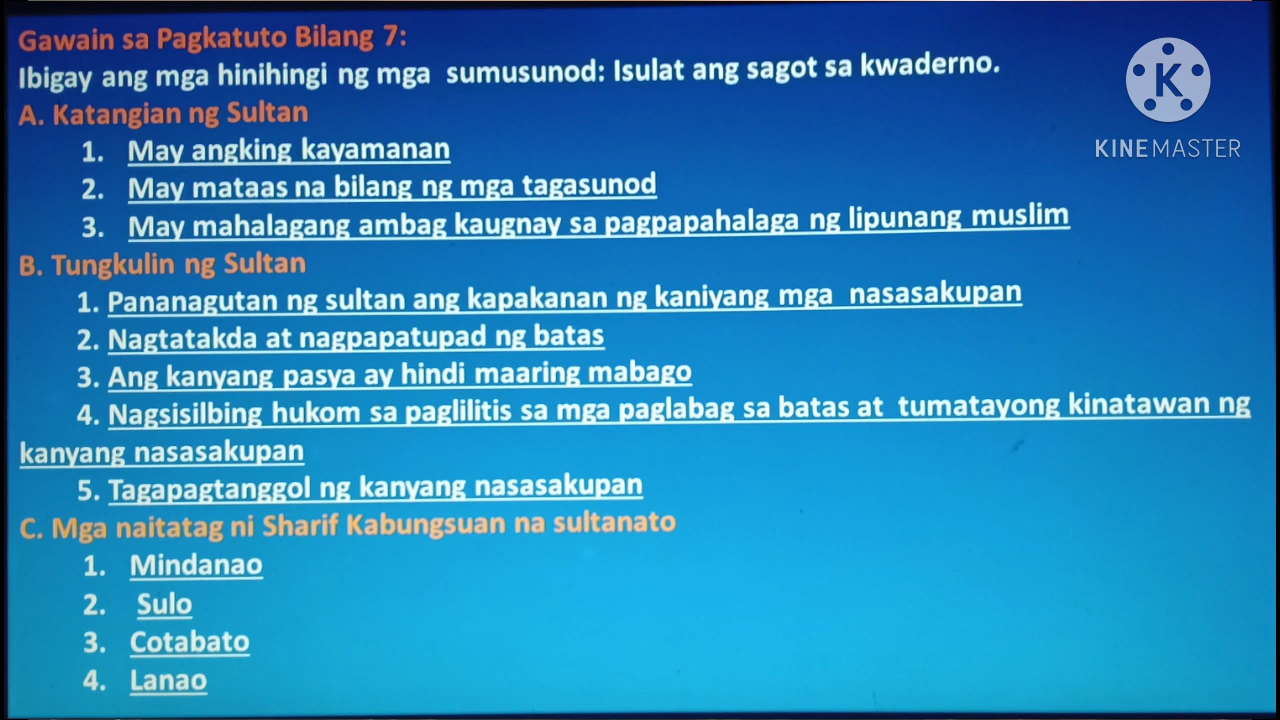 Gawain sa Pagkatuto Bilang 7:
Ibigay ang mga hinihingi ng mga sumusunod: Isulat ang sagot sa kwaderno.
A. Katangian ng Sultan
1. May angking kayamanan
2. May mataas na bilang ng mga tagasunod
3. May mahalagang ambag kaugnay sa pagpapahalaga ng lipunang muslim
B. Tungkulin ng Sultan
1. Pananagutan ng sultan ang kapakanan ng kaniyang mga nasasakupan
2. Nagtatakda at nagpapatupad ng batas
3. Ang kanyang pasya ay hindi maaring mabago
4. Nagsisilbing hukom sa paglilitis sa mga paglabag sa batas at tumatayong kinatawan ng
kanyang nasasakupan
5. Tagapagtanggol ng kanyang nasasakupan
C. Mga naitatag ni Sharif Kabungsuan na sultanato
1. Mindanao
2. Sulo
3. Cotabato
4. Lanao
K
KINEMASTER